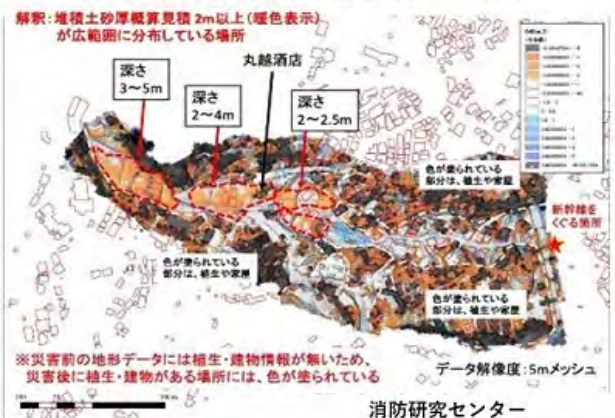 解釈:堆積土砂厚概算見積 2m以上(暖色表示)
が広範囲に分布している場所
丸越酒店
深さ
3~5m
深さ
2~4m
深さ
2~2.5m
色が塗られている
部分は、植生や家屋
新幹線を
くぐる箇所
色が塗られている
部分は、植生や家屋
色が塗られている
部分は、植生や家屋
※災害前の地形データには植生・建物情報が無いため、
災害後に植生・建物がある場所には、色が塗られている
データ解像度:5mメッシュ
消防研究センター